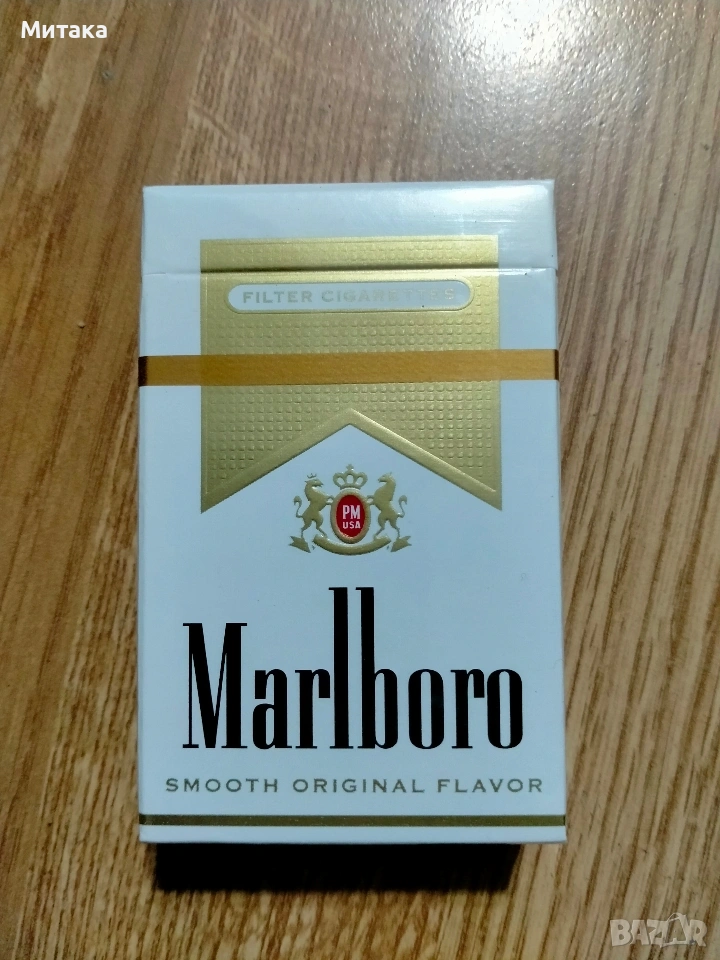 Митака
FILTER CIGARETTES
PM
USA
Marlboro
SMOOTH ORIGINAL FLAVOR
BAZAR